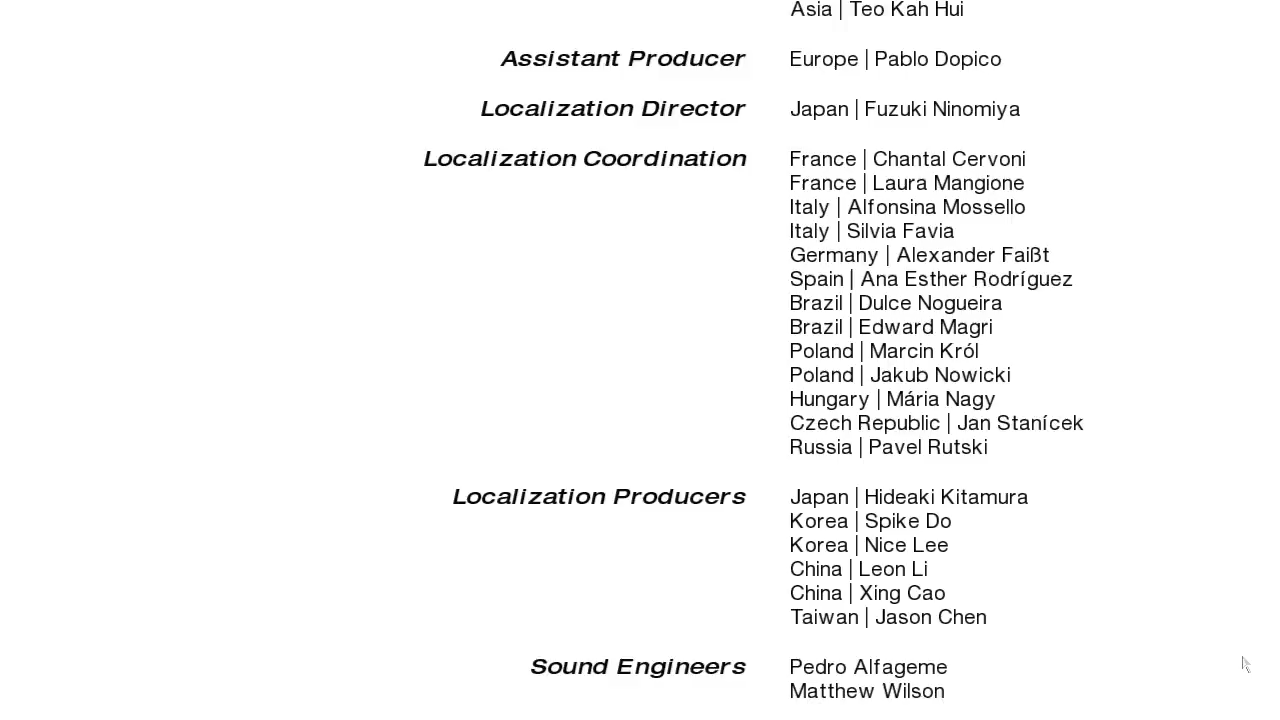 Asia | Teo Kah Hui
Assistant Producer Europe | Pablo Dopico
Localization Director Japan | Fuzuki Ninomiya
Localization Coordination France | Chantal Cervoni
France | Laura Mangione
Italy | Alfonsina Mossello
Italy | Silvia Favia
Germany | Alexander Faißt
Spain | Ana Esther Rodríguez
Brazil | Dulce Nogueira
Brazil | Edward Magri
Poland | Marcin Król
Poland | Jakub Nowicki
Hungary | Mária Nagy
Czech Republic | Jan Stanícek
Russia | Pavel Rutski
Localization Producers Japan | Hideaki Kitamura
Korea | Spike Do
Korea | Nice Lee
China | Leon Li
China | Xing Cao
Taiwan | Jason Chen
Sound Engineers Pedro Alfageme
Matthew Wilson